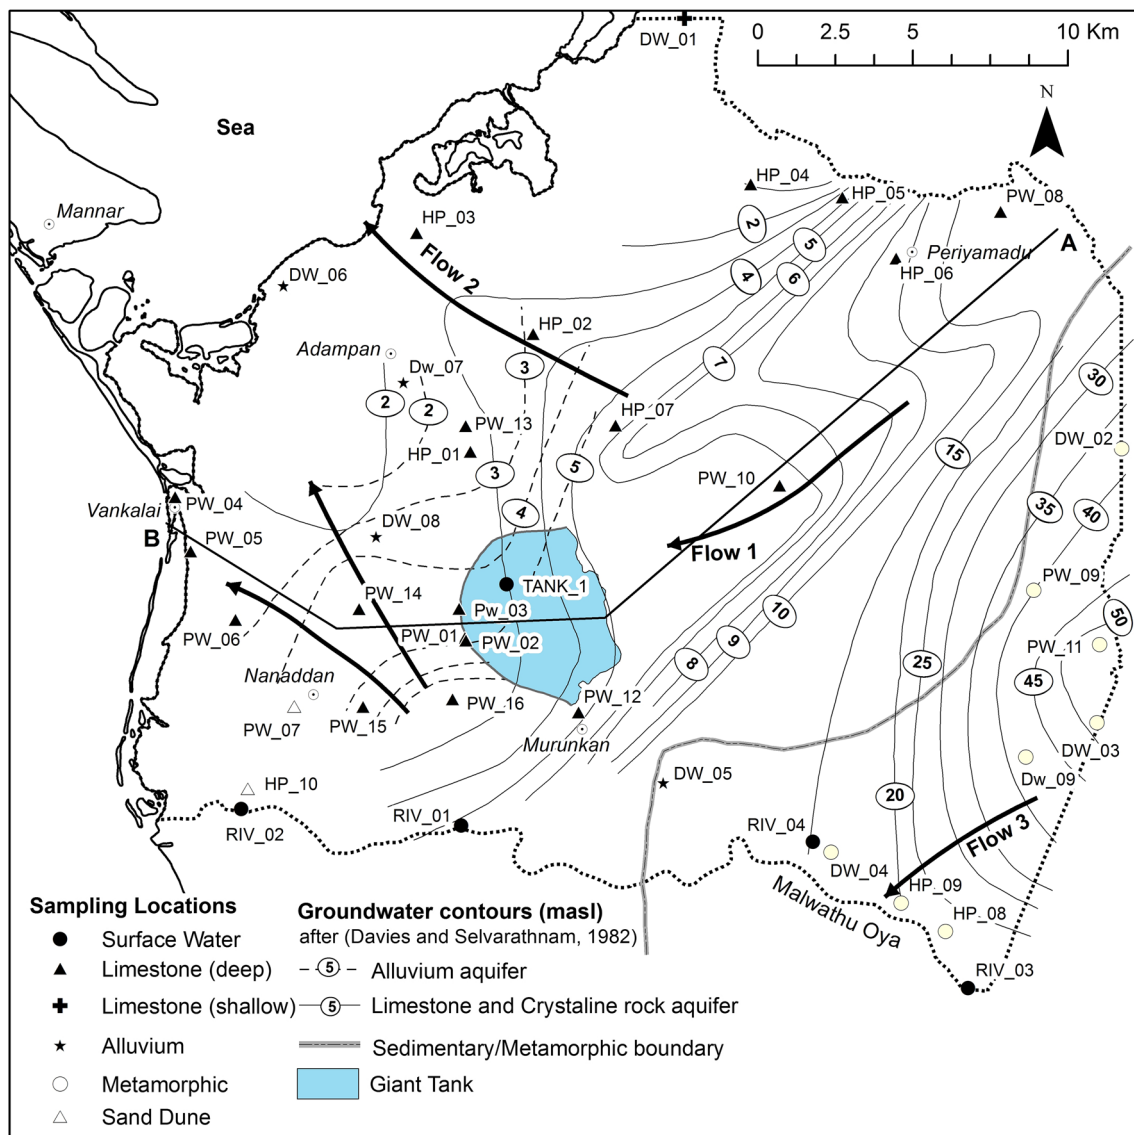 DW_01
0 2.5 5 10 Km
N
Sea
HP_04
HP_05
PW_08
Mannar
HP_03
2
5
A
Periyamadu
Flow 2
4
6
HP_06
DW_06
HP_02
Adampan
3
7
30
Dw_07
2
2
HP_07
DW_02
PW_13
15
HP_01
3
5
PW_10
PW_04
Vankalai
35
40
4
DW_08
B
PW_05
Flow 1
PW_09
TANK_1
PW_14
Pw_03
10
50
PW_06
PW_01
PW_02
9
PW_11
8
25
Nanaddan
45
PW_12
PW_16
PW_07
PW_15
Murunkan
DW_03
DW_05
Dw_09
HP_10
20
RIV_01
RIV_04
RIV_02
Flow 3
DW_04
HP_09
Malwathu Oya
HP_08
RIV_03
Sampling Locations
Surface Water
Limestone (deep)
Limestone (shallow)
Alluvium
Metamorphic
Sand Dune
Groundwater contours (masl)
after (Davies and Selvarathnam, 1982)
5 Alluvium aquifer
5 Limestone and Crystaline rock aquifer
Sedimentary/Metamorphic boundary
Giant Tank